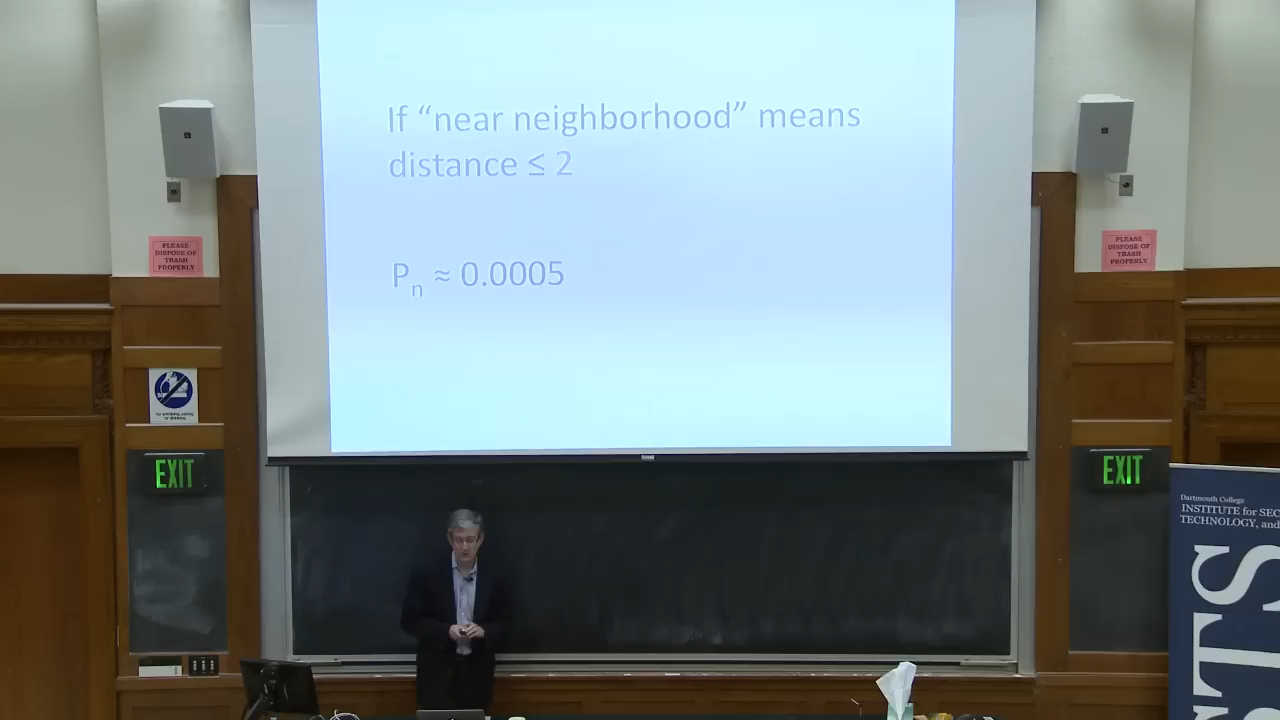 If “near neighborhood” means
distance ≤ 2
Pn ≈ 0.0005
PLEASE
DISPOSE OF
TRASH
PROPERLY
PLEASE
DISPOSE OF
TRASH
PROPERLY
EXIT
EXIT
Dartmouth College
INSTITUTE for SEC
TECHNOLOGY, and
TS